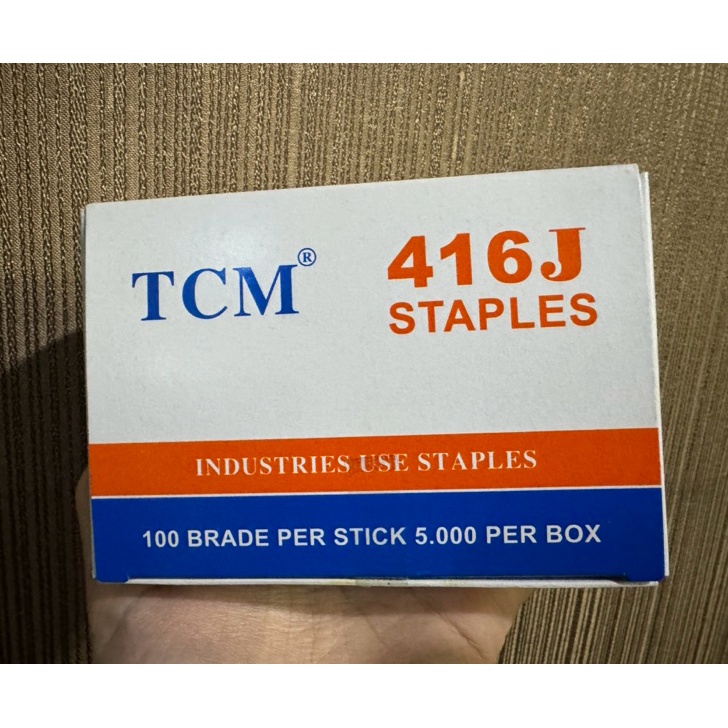 TCM®
416J
STAPLES
INDUSTRIES USE STAPLES
100 BRADE PER STICK 5.000 PER BOX